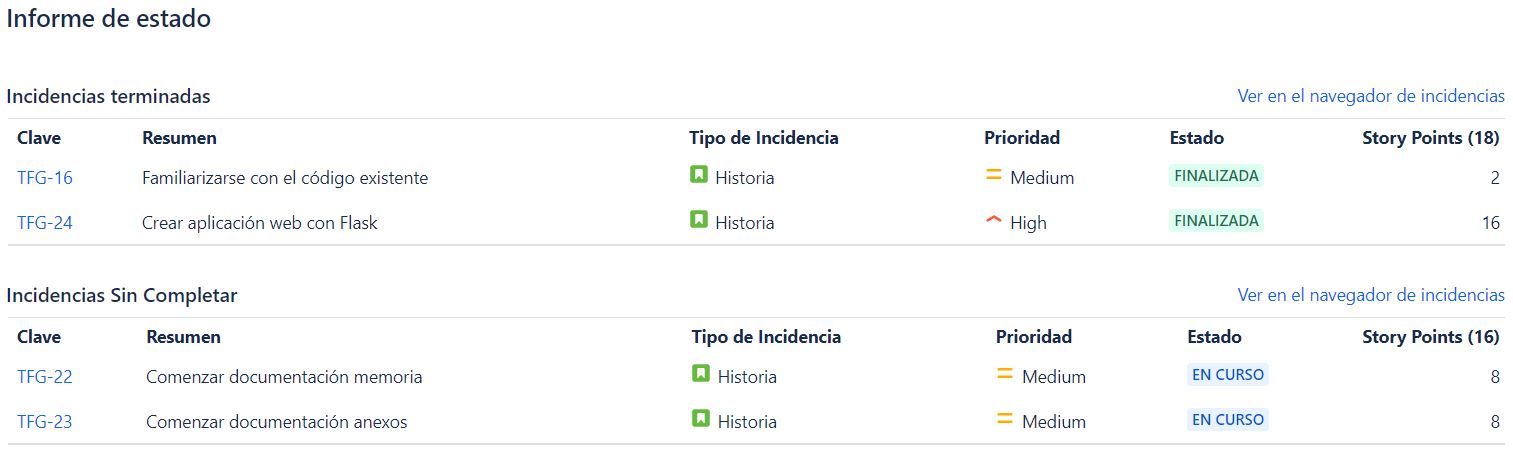 Informe de estado
Incidencias terminadas Ver en el navegador de incidencias
Clave Resumen Tipo de Incidencia Prioridad Estado Story Points (18)
TFG-16 Familiarizarse con el código existente Historia Medium FINALIZADA 2
TFG-24 Crear aplicación web con Flask Historia High FINALIZADA 16
Incidencias Sin Completar Ver en el navegador de incidencias
Clave Resumen Tipo de Incidencia Prioridad Estado Story Points (16)
TFG-22 Comenzar documentación memoria Historia Medium EN CURSO 8
TFG-23 Comenzar documentación anexos Historia Medium EN CURSO 8